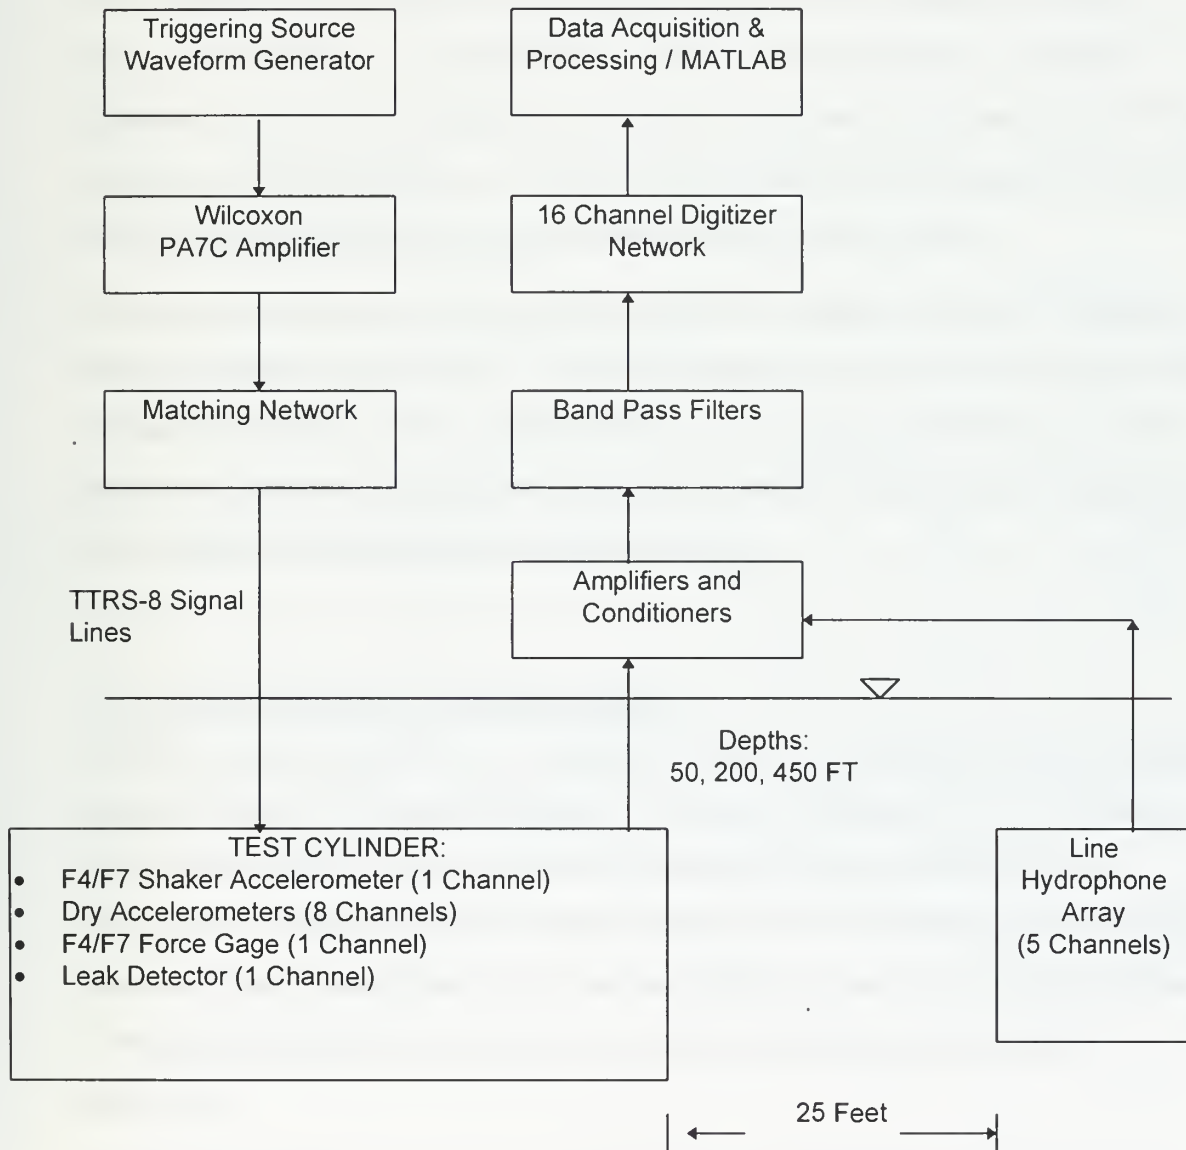 Triggering Source
Waveform Generator
Data Acquisition &
Processing / MATLAB
Wilcoxon
PA7C Amplifier
16 Channel Digitizer
Network
Matching Network
Band Pass Filters
TTRS-8 Signal
Lines
Amplifiers and
Conditioners
Depths:
50, 200, 450 FT
TEST CYLINDER:
• F4/F7 Shaker Accelerometer (1 Channel)
• Dry Accelerometers (8 Channels)
• F4/F7 Force Gage (1 Channel)
• Leak Detector (1 Channel)
Line
Hydrophone
Array
(5 Channels)
25 Feet